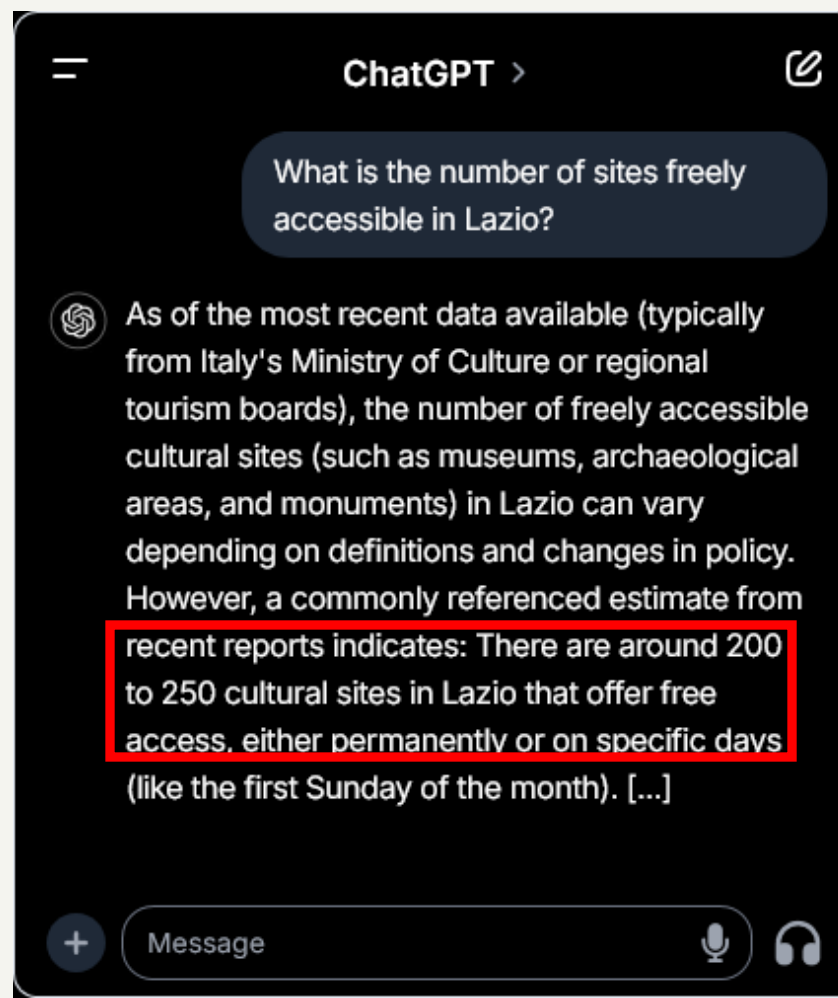 ChatGPT >
What is the number of sites freely
accessible in Lazio?
As of the most recent data available (typically
from Italy's Ministry of Culture or regional
tourism boards), the number of freely accessible
cultural sites (such as museums, archaeological
areas, and monuments) in Lazio can vary
depending on definitions and changes in policy.
However, a commonly referenced estimate from
recent reports indicates: There are around 200
to 250 cultural sites in Lazio that offer free
access, either permanently or on specific days
(like the first Sunday of the month). [...]
Message